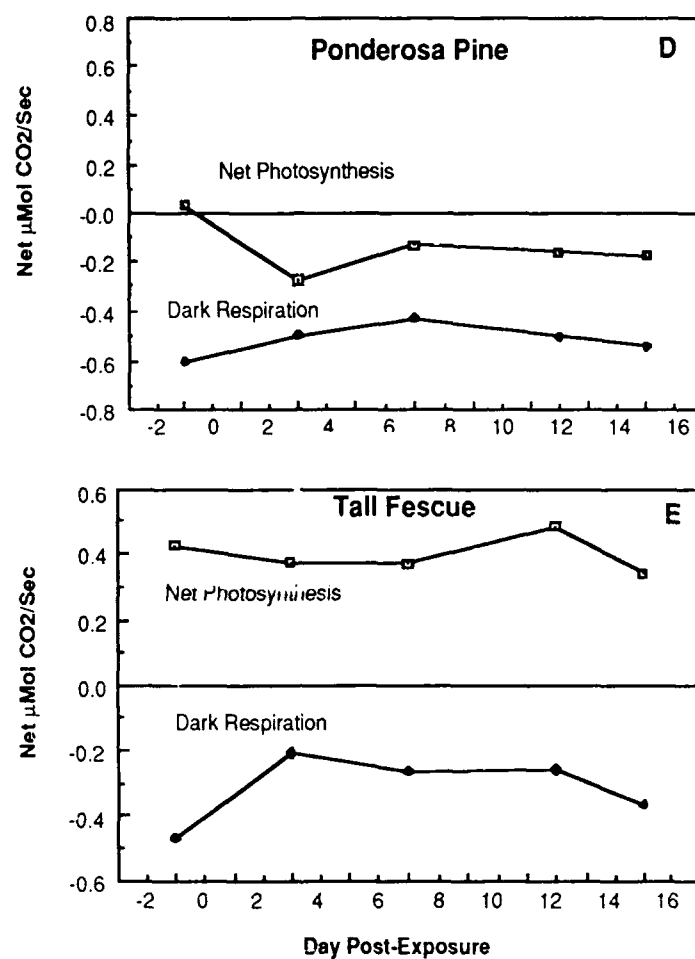 Ponderosa Pine
D
0.8
0.6
0.4
0.2
-0.0
-0.2
-0.4
-0.6
-0.8
Net µMol CO2/Sec
Net Photosynthesis
Dark Respiration
-2 0 2 4 6 8 10 12 14 16
Tall Fescue
E
0.6
0.4
0.2
0.0
-0.2
-0.4
-0.6
Net µMol CO2/Sec
Net Photosynthesis
Dark Respiration
-2 0 2 4 6 8 10 12 14 16
Day Post-Exposure